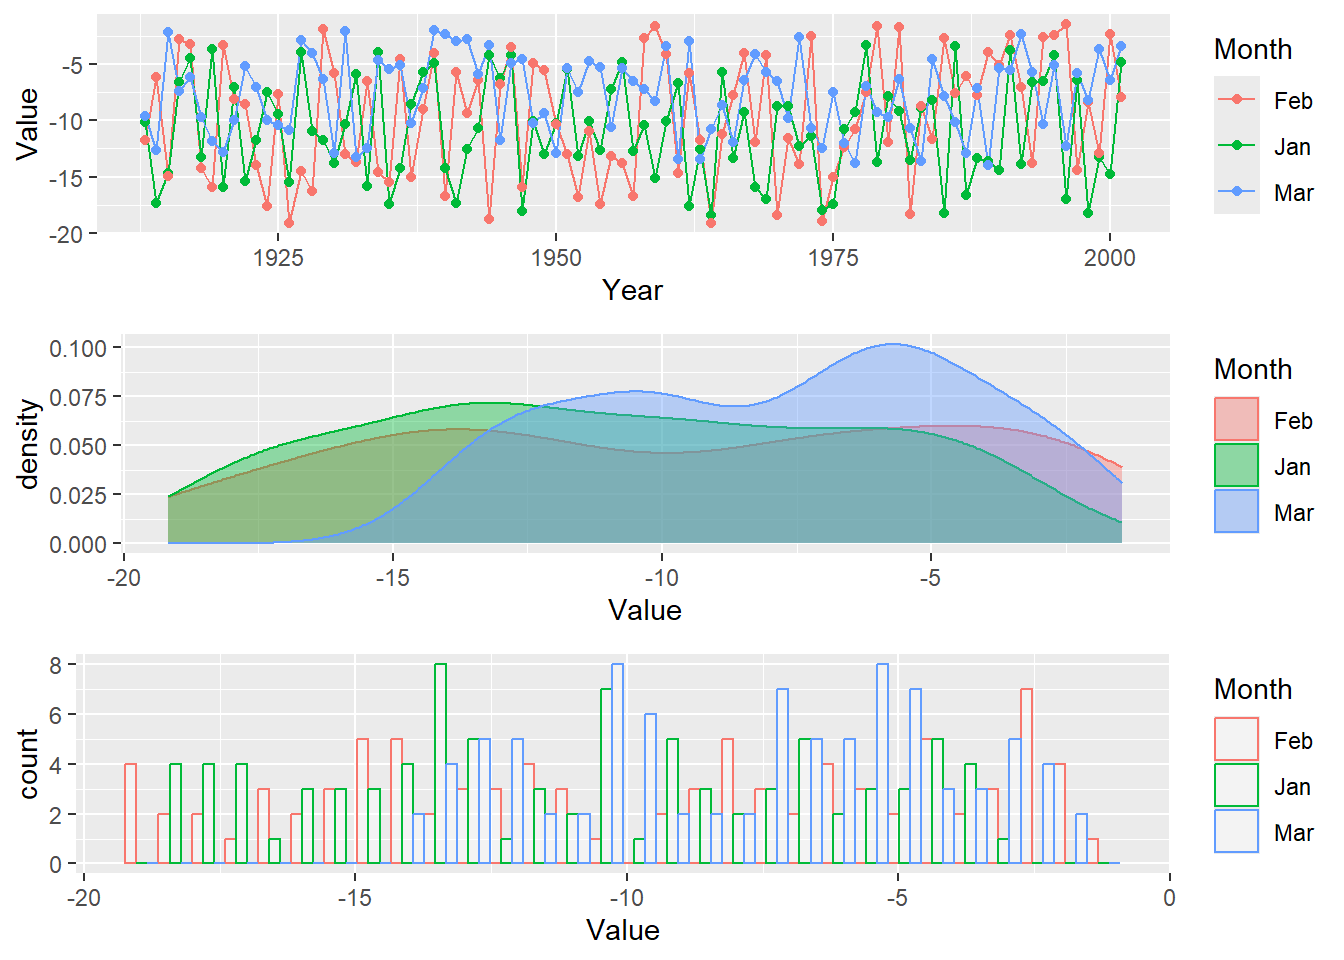 Value
-5
-10
-15
-20
1925 1950 1975 2000
Year
Month
Feb
Jan
Mar
density
0.100
0.075
0.050
0.025
0.000
-20 -15 -10 -5
Value
Month
Feb
Jan
Mar
count
8
6
4
2
0
-20 -15 -10 -5 0
Value
Month
Feb
Jan
Mar